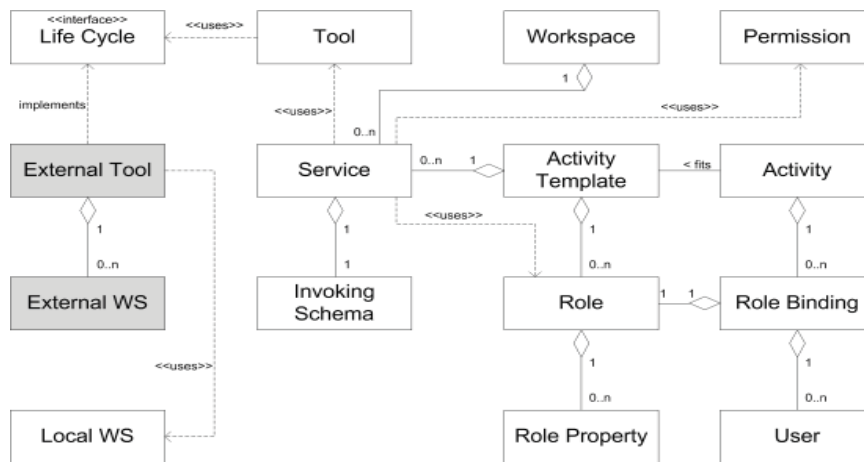 <<interface>>
Life Cycle
<<uses>>
Tool
Workspace
Permission
1
implements
<<uses>>
<<uses>>
0..n
External Tool
Service
0..n
1
Activity
Template
< fits
Activity
1
0..n
1
1
<<uses>>
1
0..n
1
0..n
External WS
Invoking
Schema
Role
1
1
Role Binding
<<uses>>
1
0..n
1
0..n
Local WS
Role Property
User